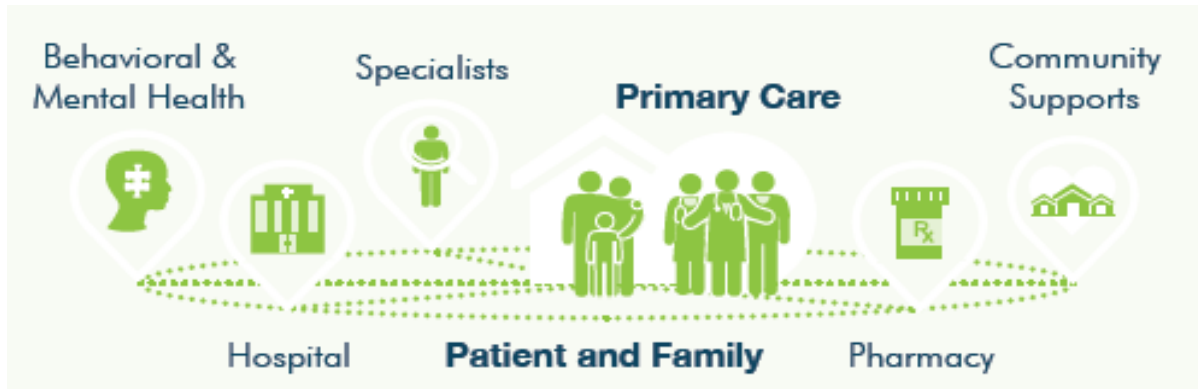 Behavioral &
Mental Health
Specialists
Primary Care
Community
Supports
Rx
Hospital
Patient and Family
Pharmacy